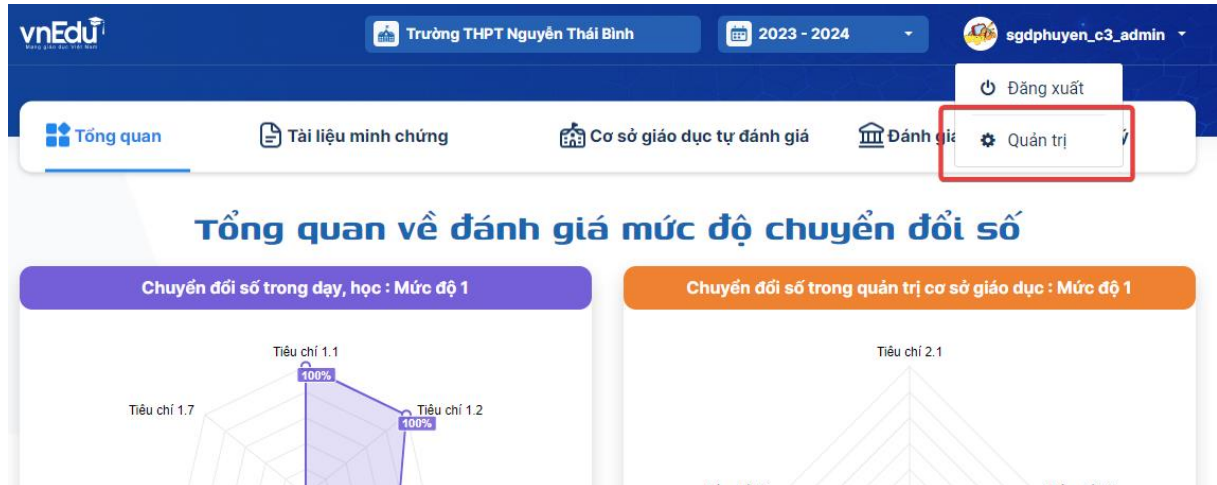 vnEdu
Mạng giáo dục Việt Nam
Trường THPT Nguyễn Thái Bình
2023 - 2024
sgdphuyen_c3_admin
Đăng xuất
Quản trị
Tổng quan
Tài liệu minh chứng
Cơ sở giáo dục tự đánh giá
Đánh giá
Tổng quan về đánh giá mức độ chuyển đổi số
Chuyển đổi số trong dạy, học : Mức độ 1
Chuyển đổi số trong quản trị cơ sở giáo dục : Mức độ 1
Tiêu chí 1.1
100%
Tiêu chí 1.7
Tiêu chí 1.2
100%
Tiêu chí 2.1